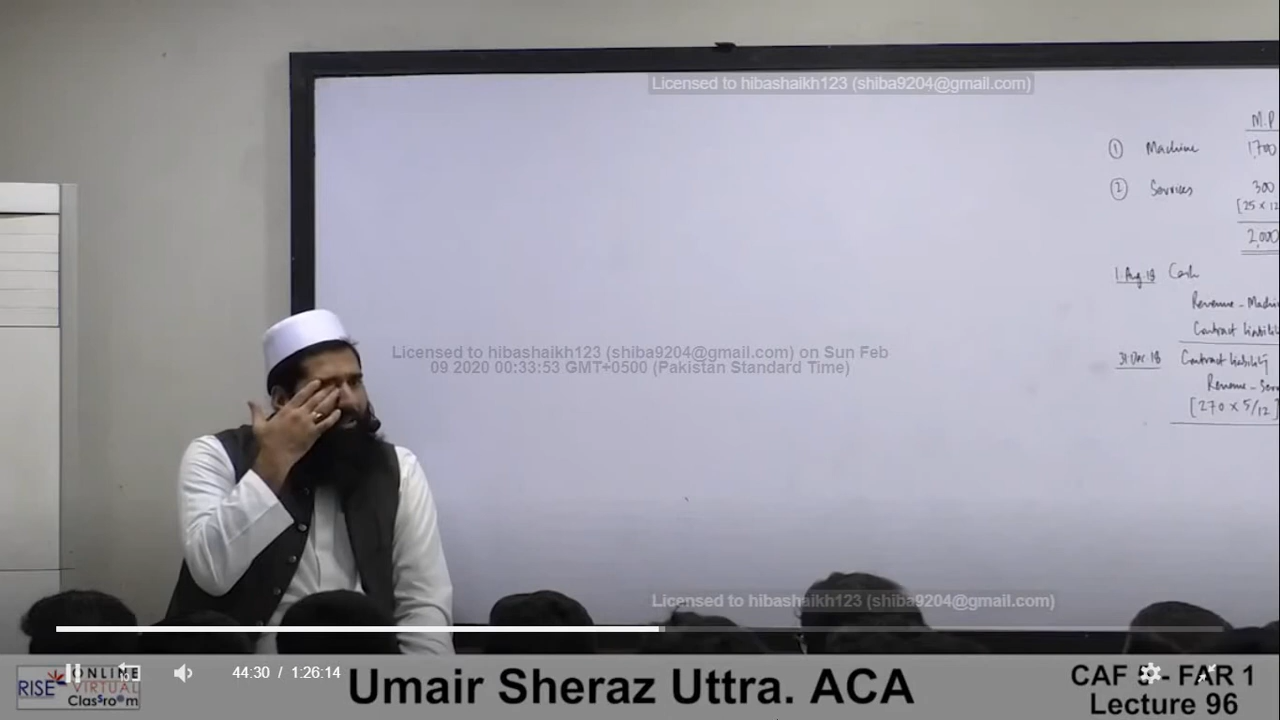 Licensed to hibashaikh123 (shiba9204@gmail.com)
M.P
① Machine 1,700
② Services 300
[25 x 12
2,000
1 Aug 18 Cash
Revenue - Machi
Contract liabilit
Licensed to hibashaikh123 (shiba9204@gmail.com) on Sun Feb
09 2020 00:33:53 GMT+0500 (Pakistan Standard Time)
31 Dec 18 Contract liability
Revenue - Serv
[270 x 5/12]
Licensed to hibashaikh123 (shiba9204@gmail.com)
RISE ONLINE
VIRTUAL
Classroom
44:30 / 1:26:14
Umair Sheraz Uttra. ACA
CAF 5 - FAR 1
Lecture 96